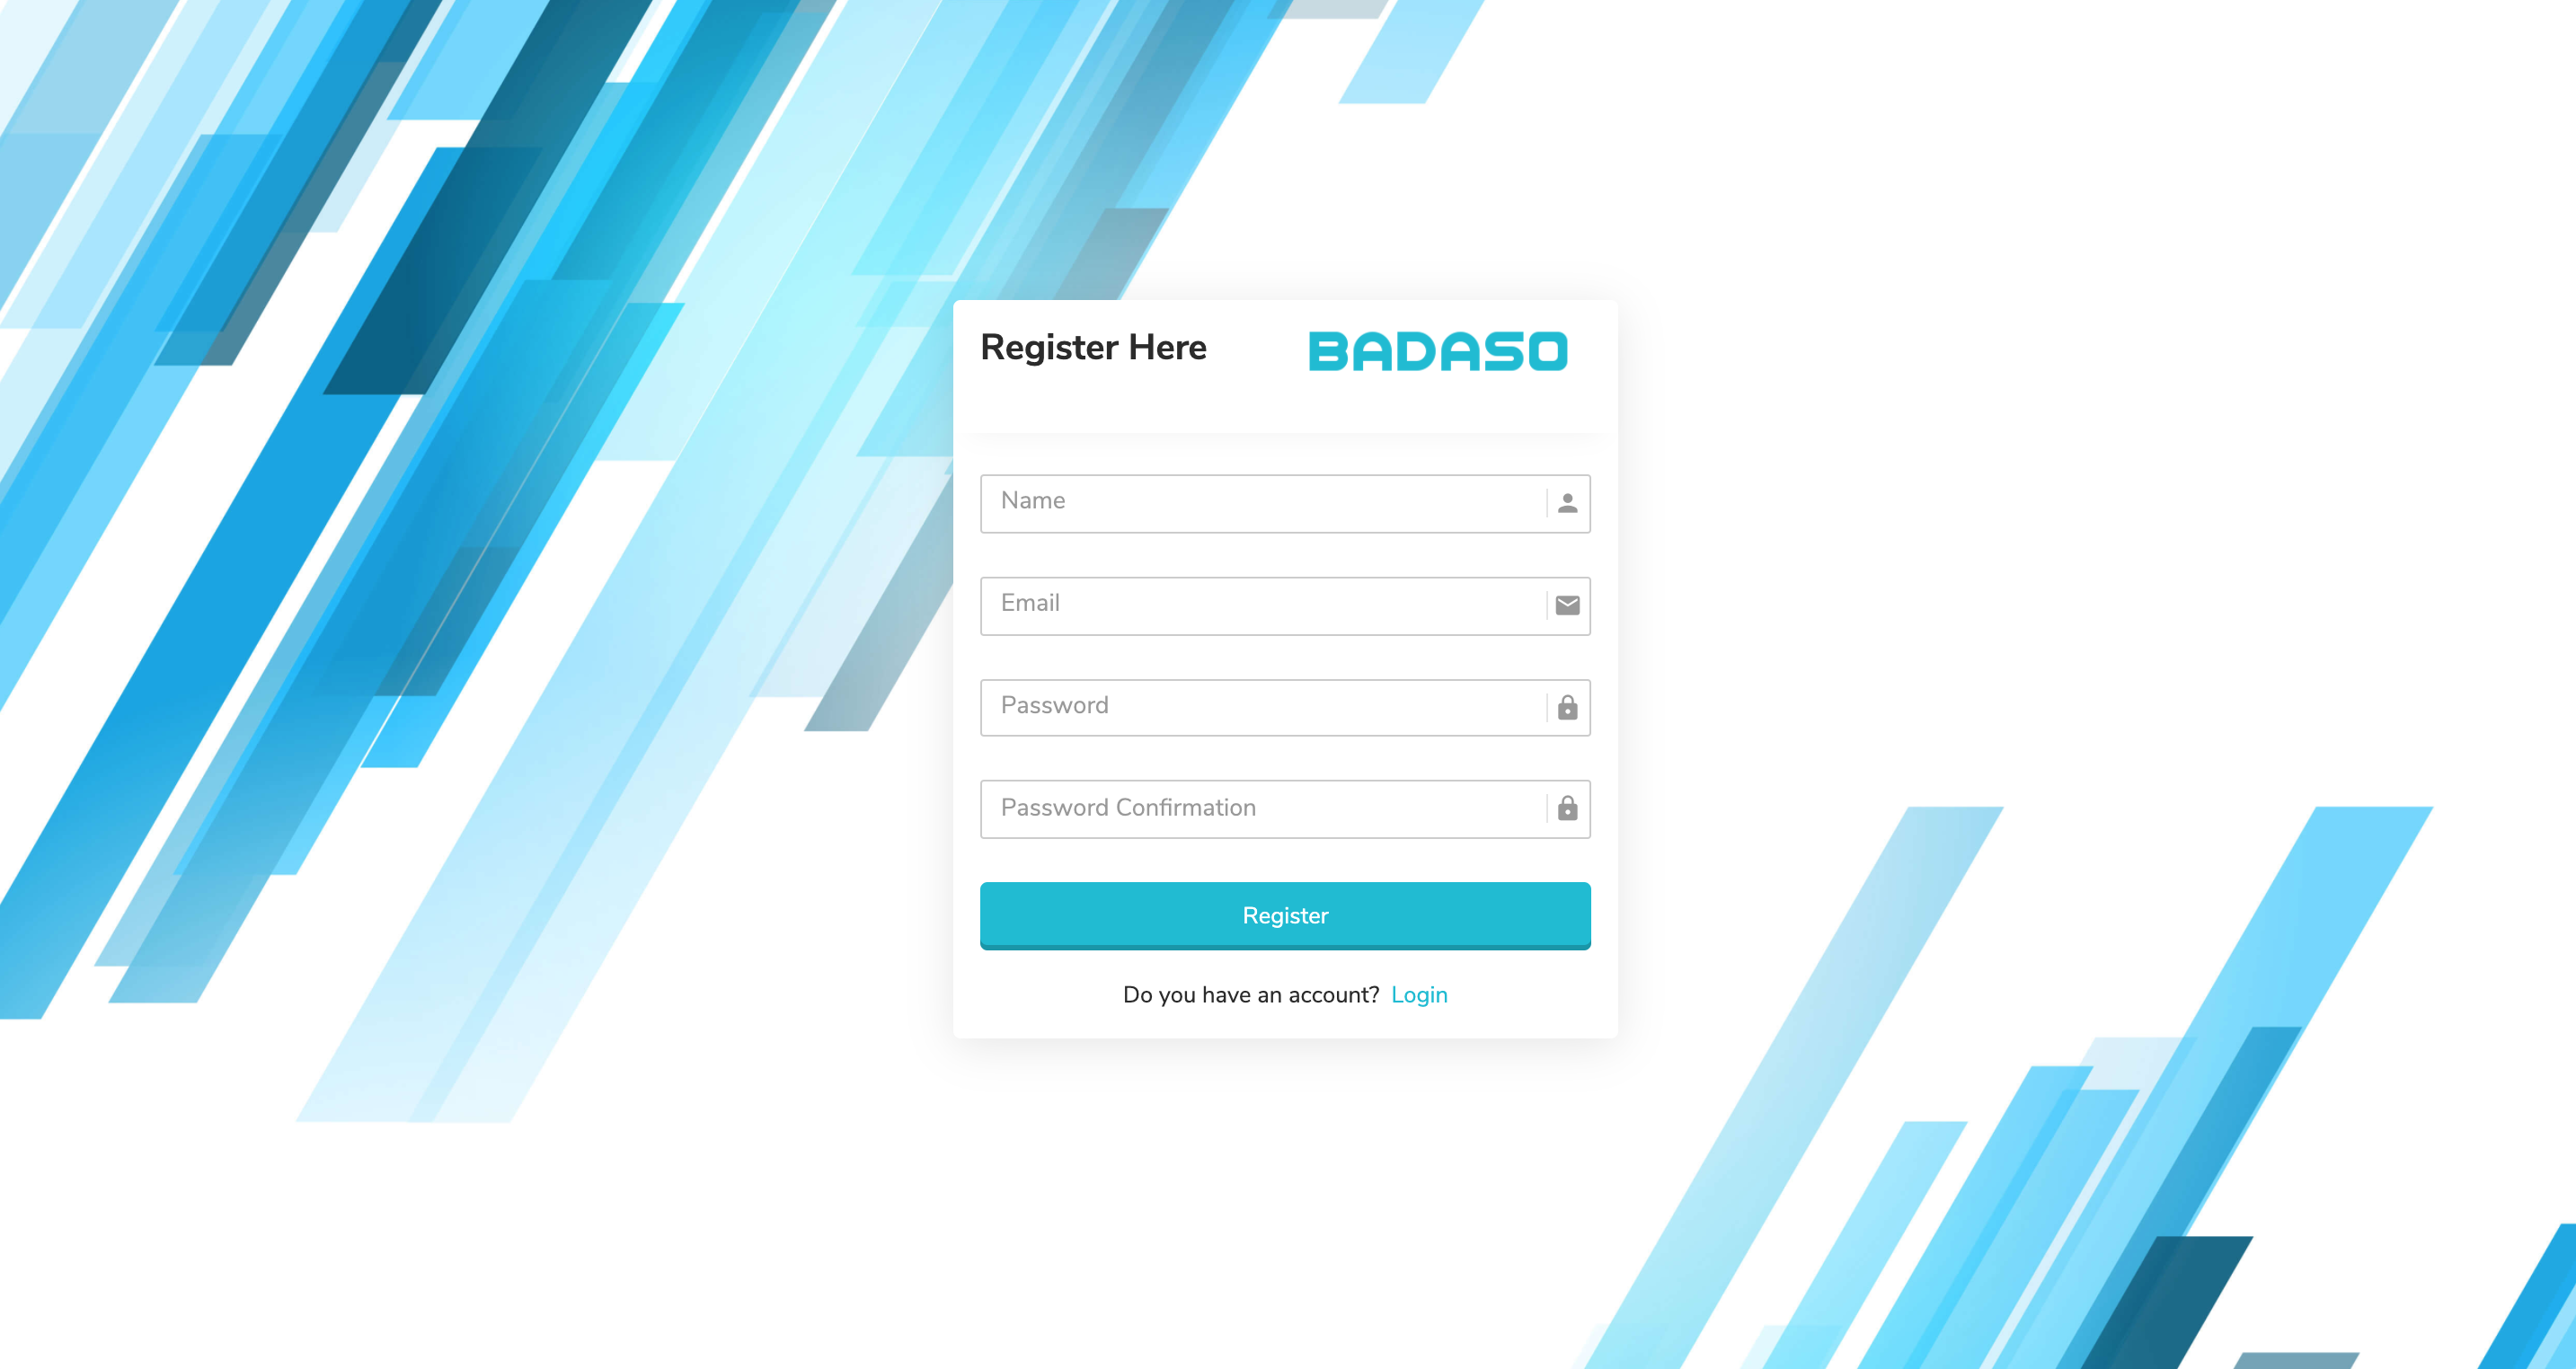 Register Here
BADASO
Name
Email
Password
Password Confirmation
Register
Do you have an account? Login